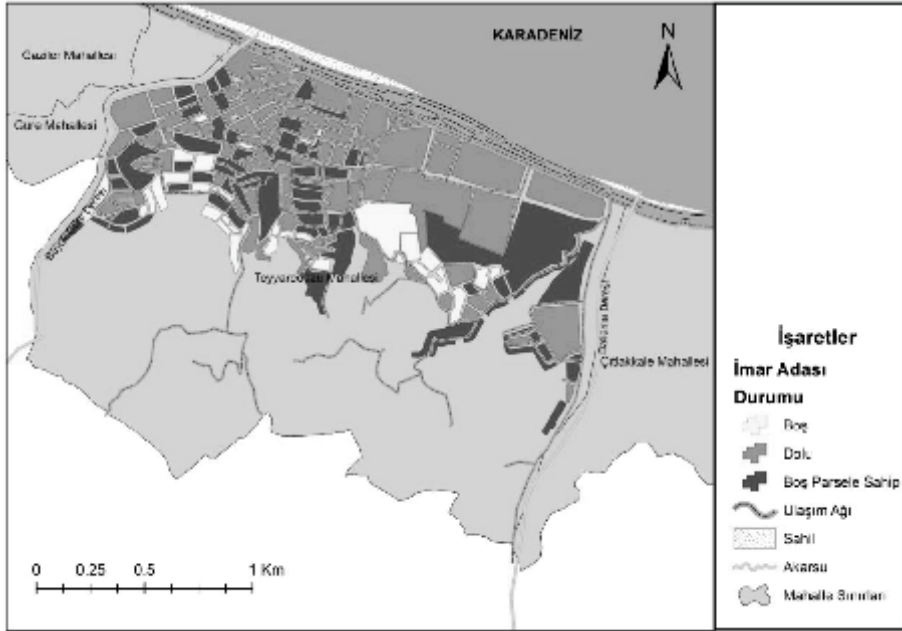 KARADENİZ
N
Gaziler Mahallesi
Güre Mahallesi
Teyyaredüzü Mahallesi
Çıtlakkale Mahallesi
0 0.25 0.5 1 Km
İşaretler
İmar Adası
Durumu
Boş
Dolu
Boş Parsele Sahip
Ulaşım Ağı
Sahil
Akarsu
Mahalle Sınırları